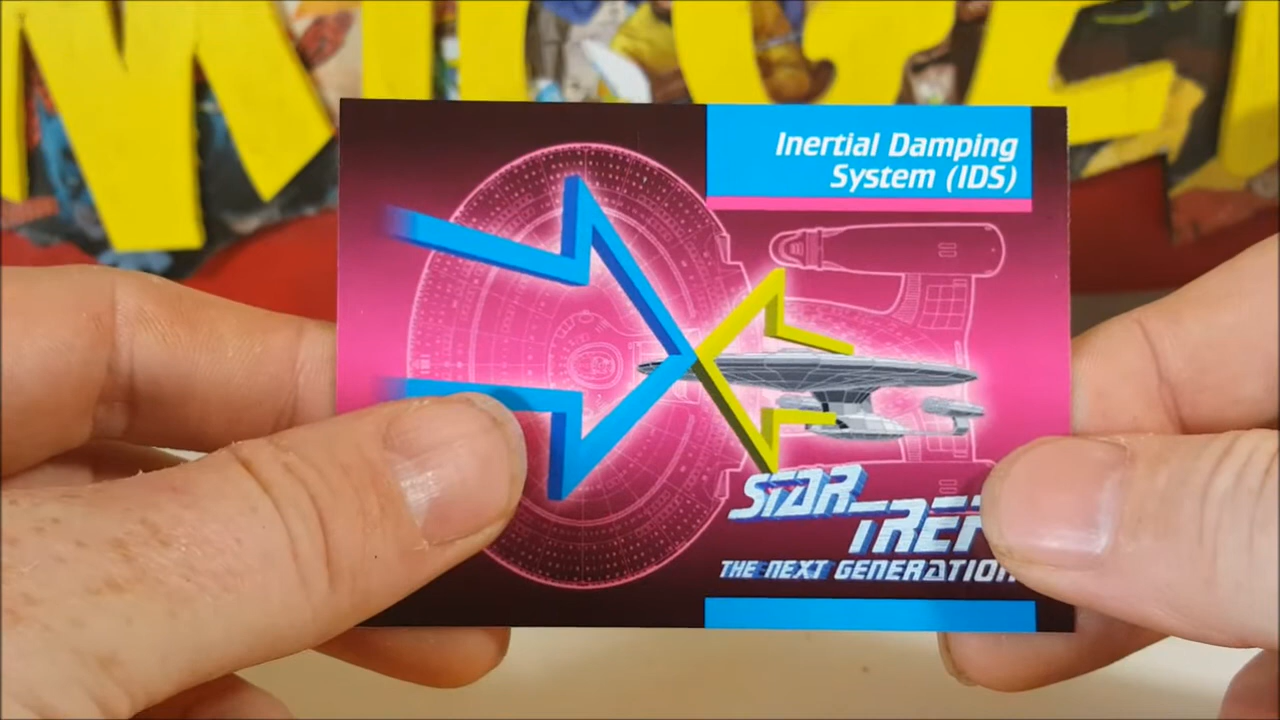 Inertial Damping
System (IDS)
STAR
TREK
THE NEXT GENERATION